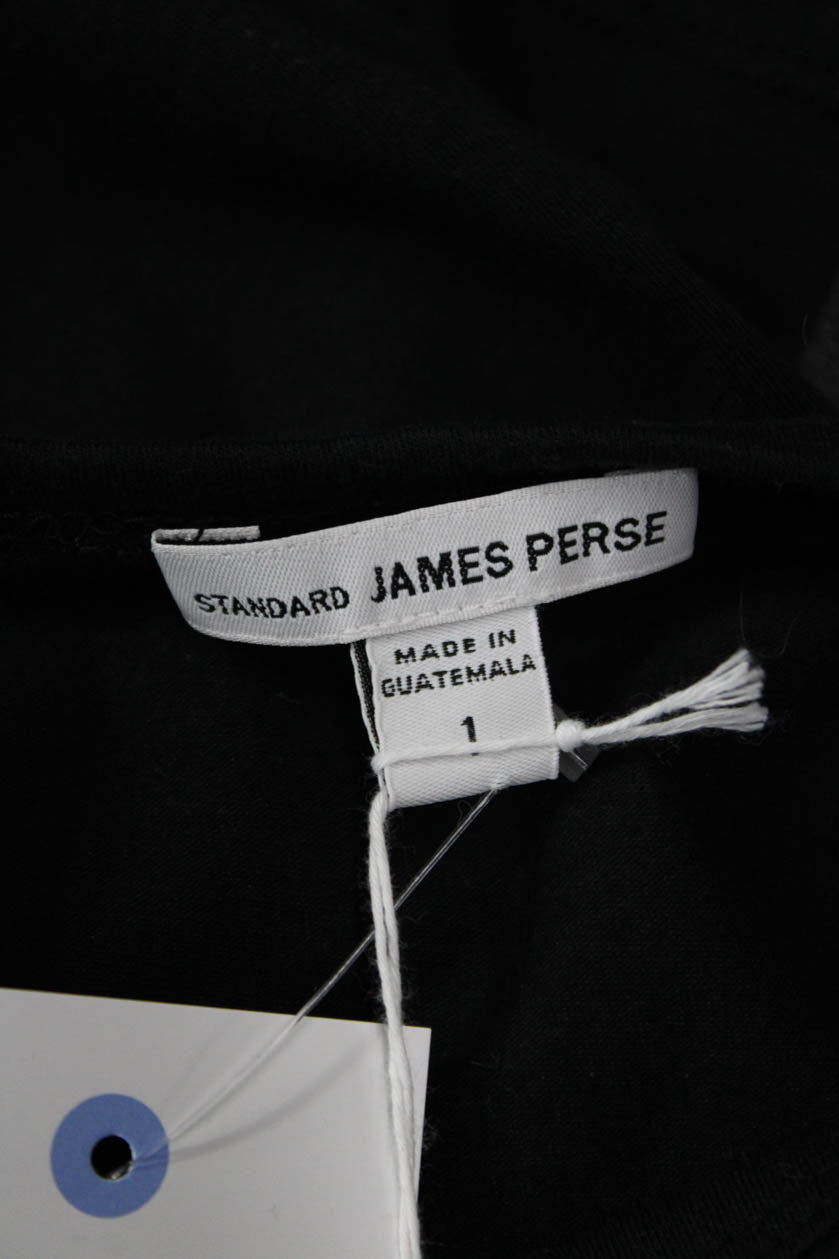 STANDARD JAMES PERSE
MADE IN
GUATEMALA
1